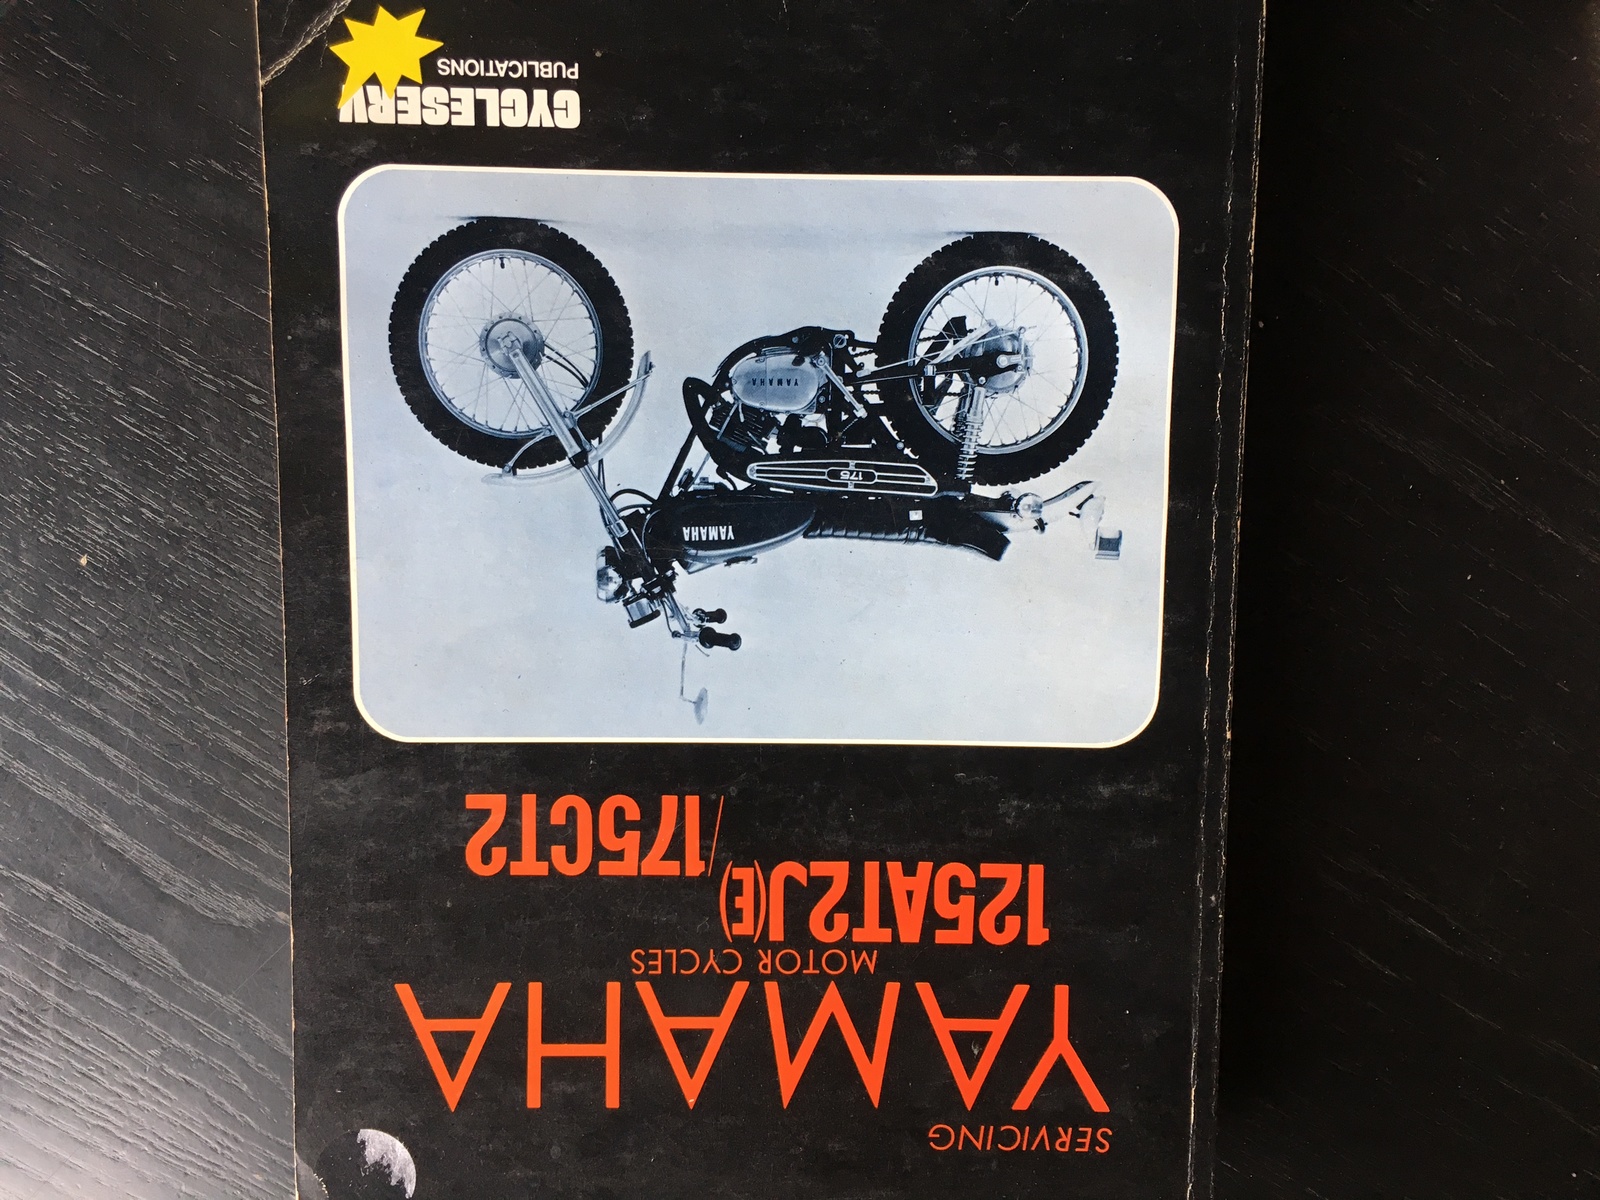 SERVICING
YAMAHA
MOTOR CYCLES
125AT2J(E)
/175CT2
YAMAHA
175
YAMAHA
CYCLESERV
PUBLICATIONS